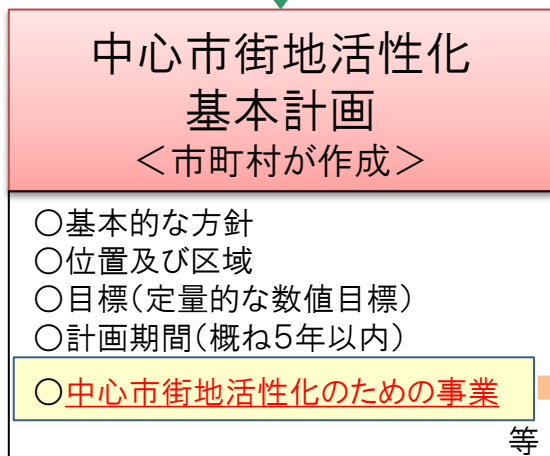 中心市街地活性化
基本計画
＜市町村が作成＞
○基本的な方針
○位置及び区域
○目標(定量的な数値目標)
○計画期間(概ね5年以内)
○中心市街地活性化のための事業
等